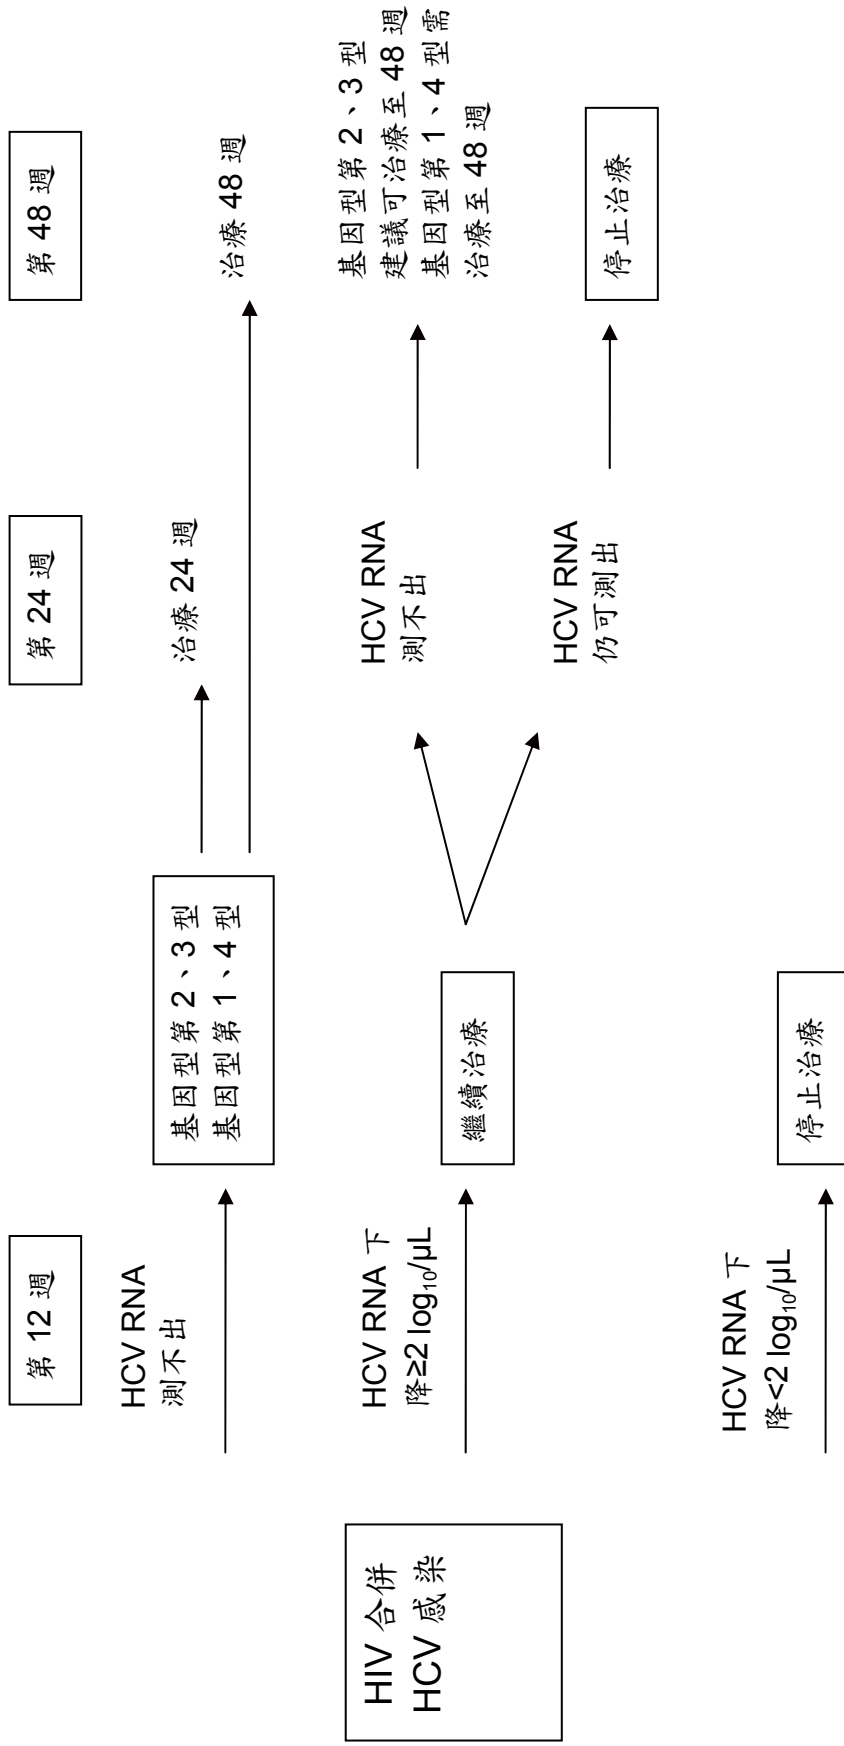 第 12 週
第 24 週
第 48 週
HIV 合併
HCV 感染
HCV RNA
測不出
基因型第 2、3 型
基因型第 1、4 型
治療 24 週
治療 48 週
HCV RNA 下
降≥2 log₁₀/µL
繼續治療
HCV RNA
測不出
基因型第 2、3 型
建議可治療至 48 週
基因型第 1、4 型需
治療至 48 週
HCV RNA
仍可測出
停止治療
HCV RNA 下
降<2 log₁₀/µL
停止治療